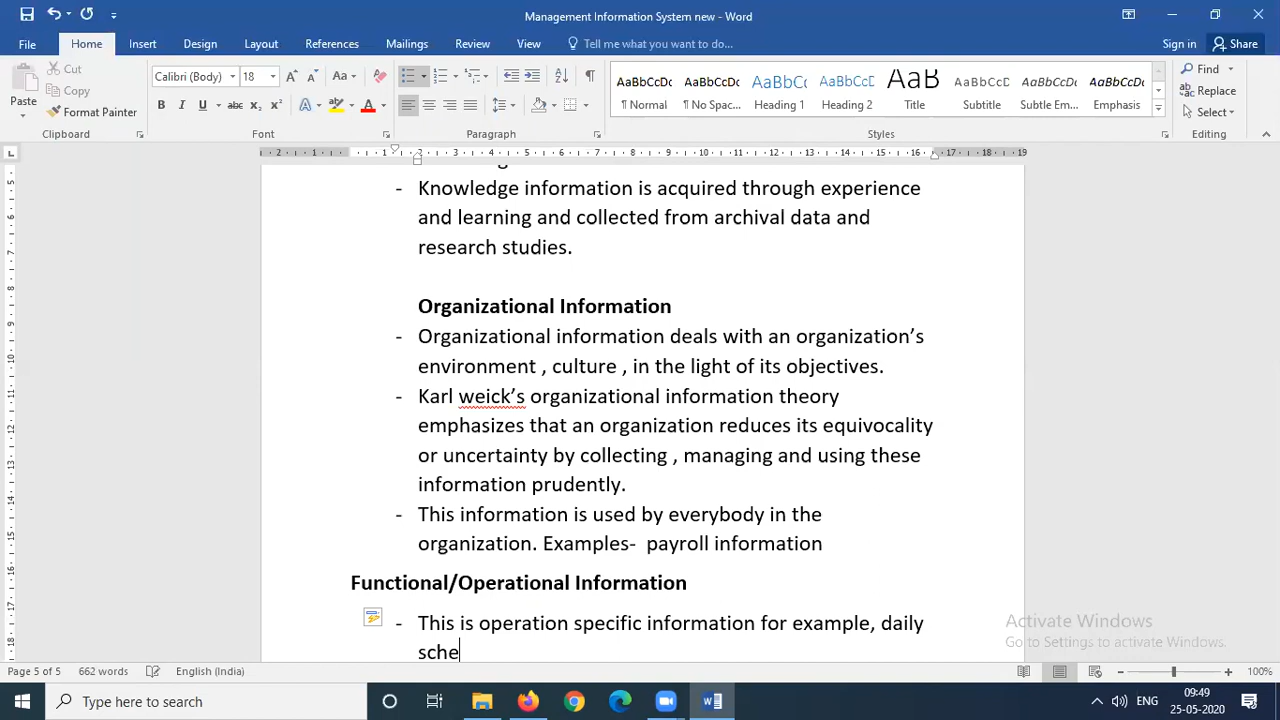 Management Information System new - Word
File Home Insert Design Layout References Mailings Review View Tell me what you want to do... Sign in Share
Paste Cut Copy Format Painter
Calibri (Body) 18
AaBbCcDc AaBbCcDc AaBbCc AaBbCcD AaB AaBbCcD AaBbCcDc AaBbCcDc
¶ Normal ¶ No Spac... Heading 1 Heading 2 Title Subtitle Subtle Em... Emphasis
Find Replace Select
Clipboard Font Paragraph Styles Editing
- Knowledge information is acquired through experience
and learning and collected from archival data and
research studies.
Organizational Information
- Organizational information deals with an organization’s
environment , culture , in the light of its objectives.
- Karl weick’s organizational information theory
emphasizes that an organization reduces its equivocality
or uncertainty by collecting , managing and using these
information prudently.
- This information is used by everybody in the
organization. Examples- payroll information
Functional/Operational Information
- This is operation specific information for example, daily
sche
Activate Windows
Go to Settings to activate Windows.
Page 5 of 5 662 words English (India) 100%
Type here to search
ENG
09:49
25-05-2020